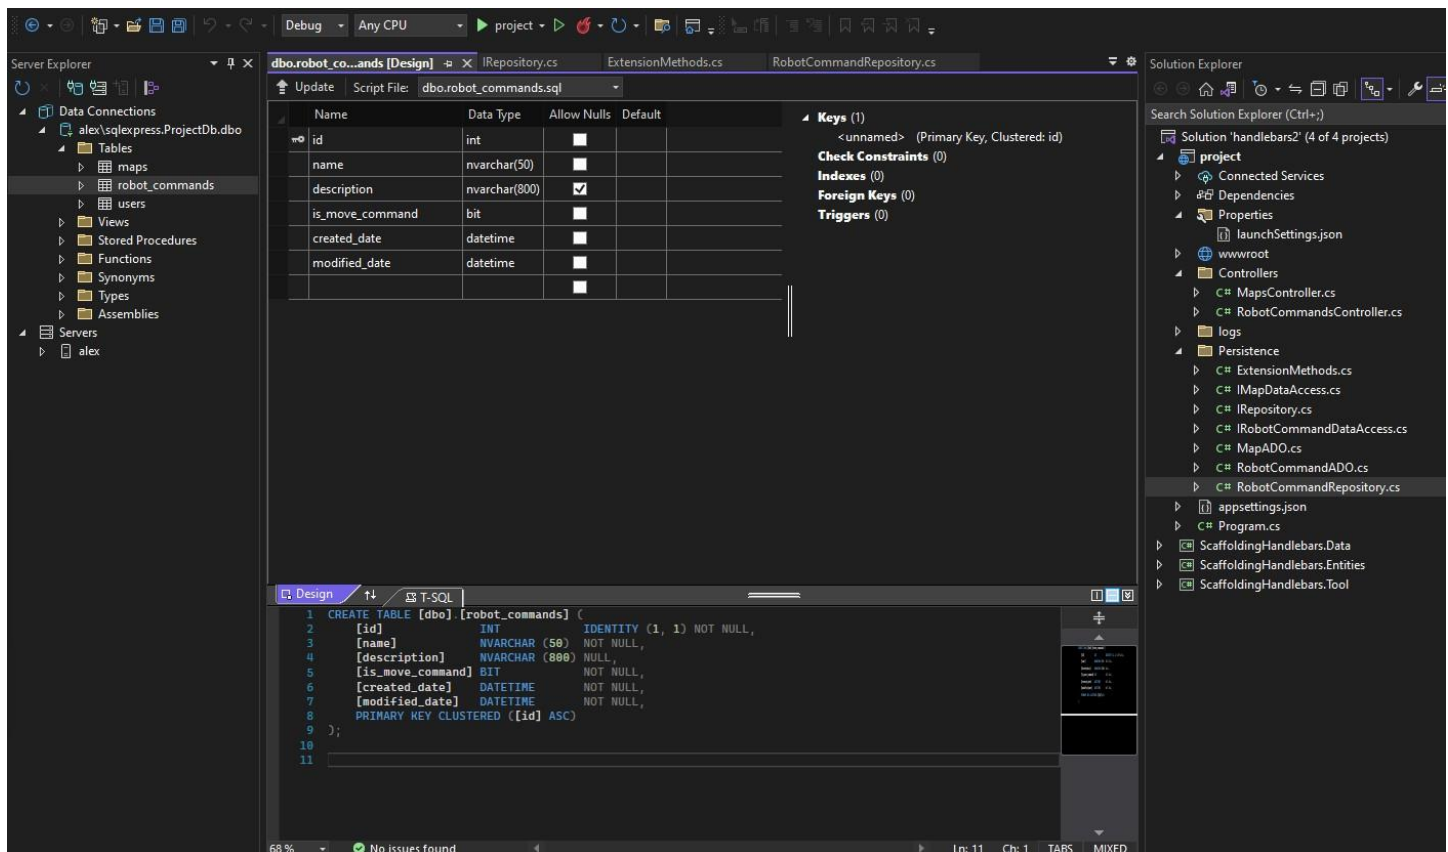 Debug Any CPU project
Server Explorer
Data Connections
alex\sqlexpress.ProjectDb.dbo
Tables
maps
robot_commands
users
Views
Stored Procedures
Functions
Synonyms
Types
Assemblies
Servers
alex
dbo.robot_co...ands [Design] IRepository.cs ExtensionMethods.cs RobotCommandRepository.cs
Update Script File: dbo.robot_commands.sql
Name Data Type Allow Nulls Default
id int
name nvarchar(50)
description nvarchar(800)
is_move_command bit
created_date datetime
modified_date datetime
Keys (1)
<unnamed> (Primary Key, Clustered: id)
Check Constraints (0)
Indexes (0)
Foreign Keys (0)
Triggers (0)
Design T-SQL
1 CREATE TABLE [dbo].[robot_commands] (
2 [id] INT IDENTITY (1, 1) NOT NULL,
3 [name] NVARCHAR (50) NOT NULL,
4 [description] NVARCHAR (800) NULL,
5 [is_move_command] BIT NOT NULL,
6 [created_date] DATETIME NOT NULL,
7 [modified_date] DATETIME NOT NULL,
8 PRIMARY KEY CLUSTERED ([id] ASC)
9 );
10
11
68 % No issues found Ln: 11 Ch: 1 TABS MIXED
Solution Explorer
Search Solution Explorer (Ctrl+;)
Solution 'handlebars2' (4 of 4 projects)
project
Connected Services
Dependencies
Properties
launchSettings.json
wwwroot
Controllers
C# MapsController.cs
C# RobotCommandsController.cs
logs
Persistence
C# ExtensionMethods.cs
C# IMapDataAccess.cs
C# IRepository.cs
C# IRobotCommandDataAccess.cs
C# MapADO.cs
C# RobotCommandADO.cs
C# RobotCommandRepository.cs
appsettings.json
C# Program.cs
C# ScaffoldingHandlebars.Data
C# ScaffoldingHandlebars.Entities
C# ScaffoldingHandlebars.Tool